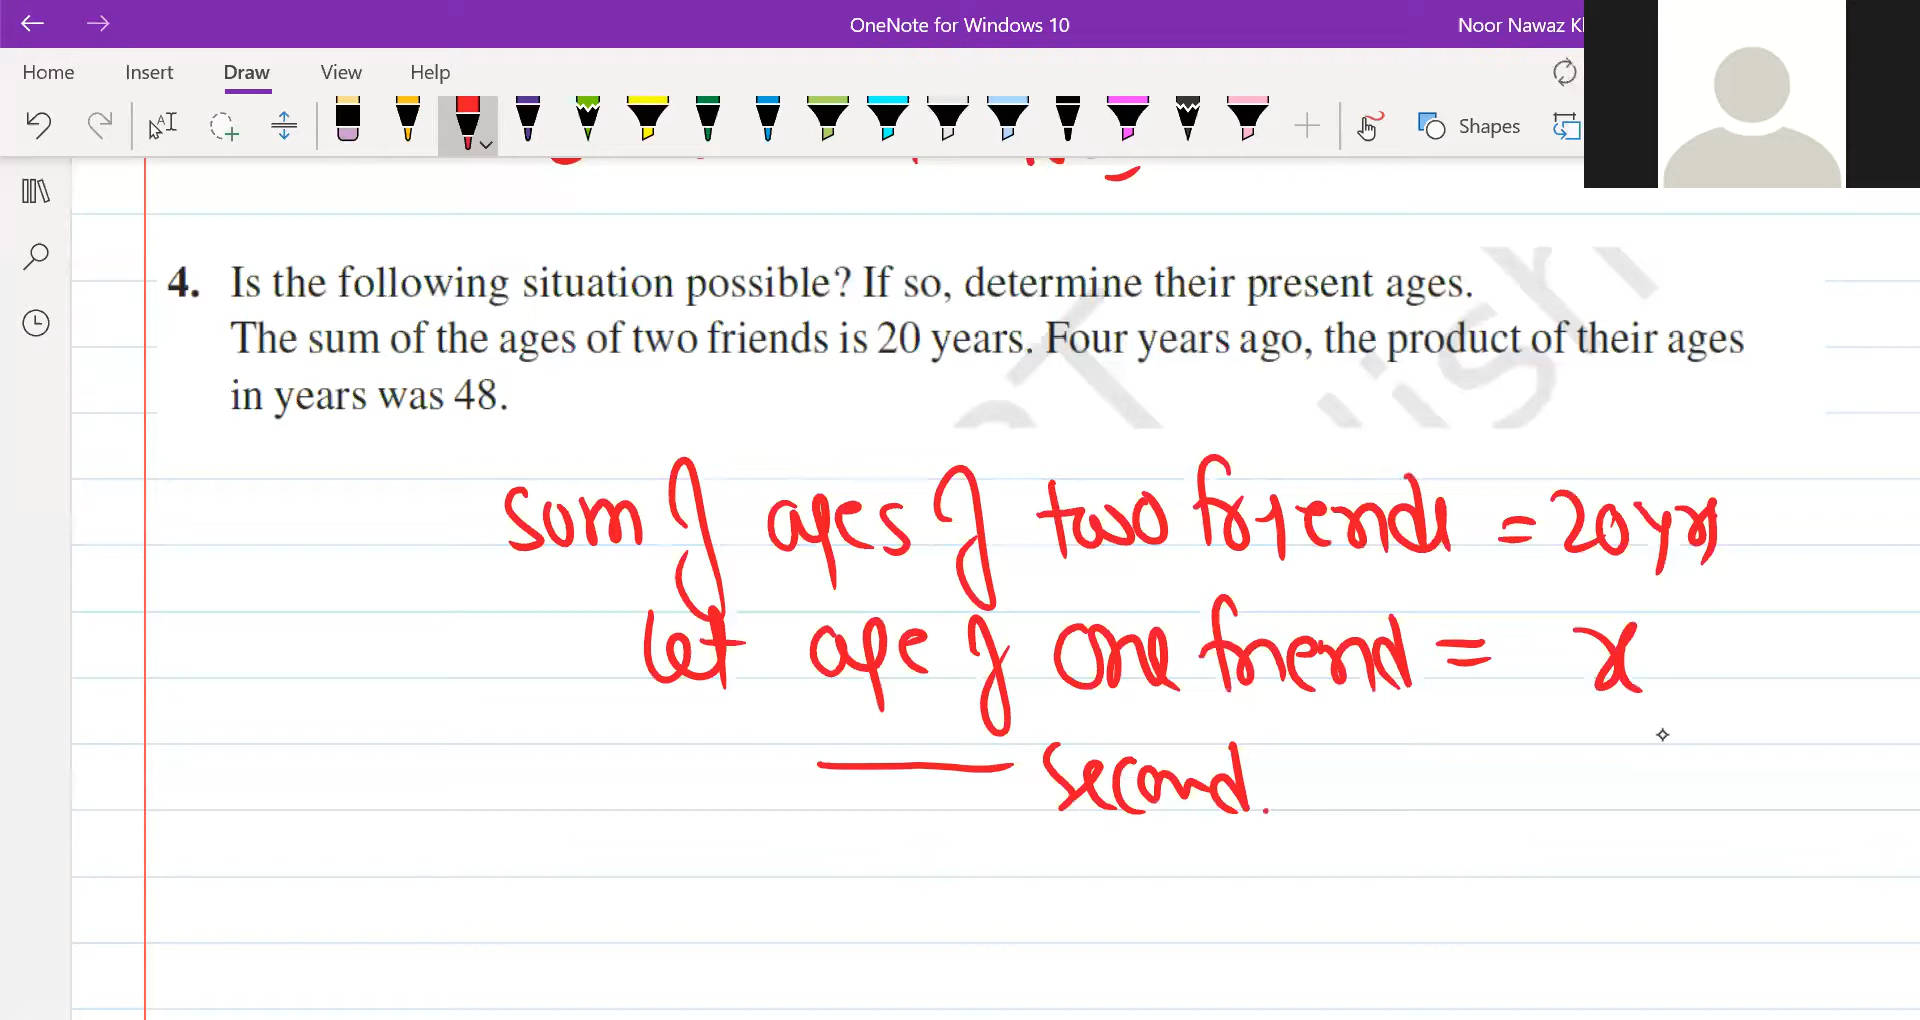 OneNote for Windows 10
Noor Nawaz Kh
Home Insert Draw View Help
Shapes
4. Is the following situation possible? If so, determine their present ages.
The sum of the ages of two friends is 20 years. Four years ago, the product of their ages
in years was 48.
sum of ages of two friends = 20 yrs
let age of one friend = x
second.